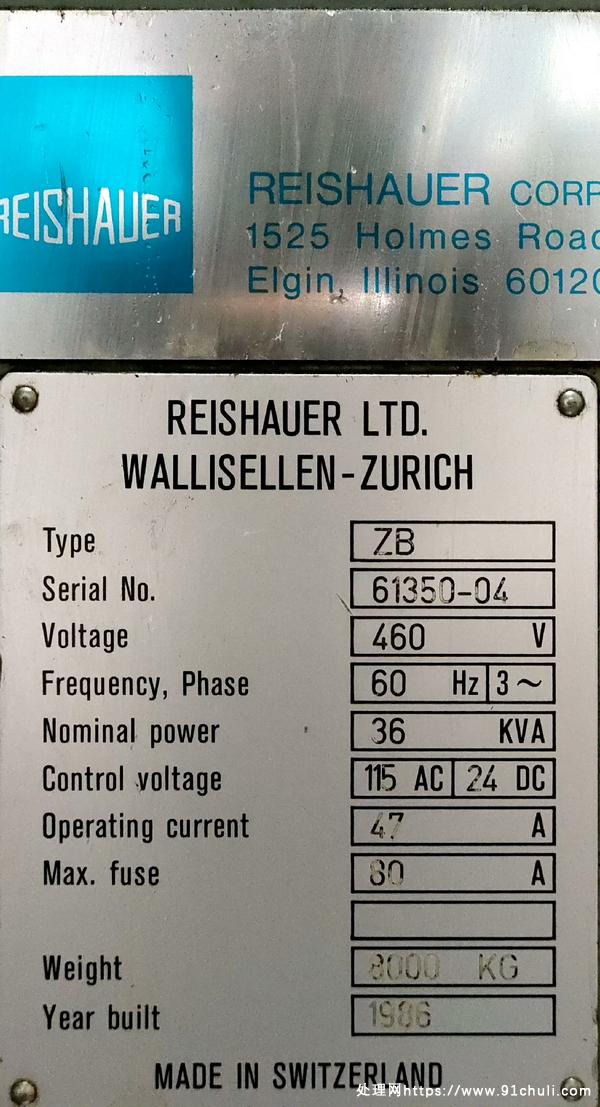 REISHAUER
REISHAUER CORP
1525 Holmes Road
Elgin, Illinois 60120
REISHAUER LTD.
WALLISELLEN-ZURICH
Type ZB
Serial No. 61350-04
Voltage 460 V
Frequency, Phase 60 Hz 3~
Nominal power 36 KVA
Control voltage 115 AC 24 DC
Operating current 47 A
Max. fuse 80 A
Weight 8000 KG
Year built 1986
MADE IN SWITZERLAND
处理网https://www.91chuli.com/